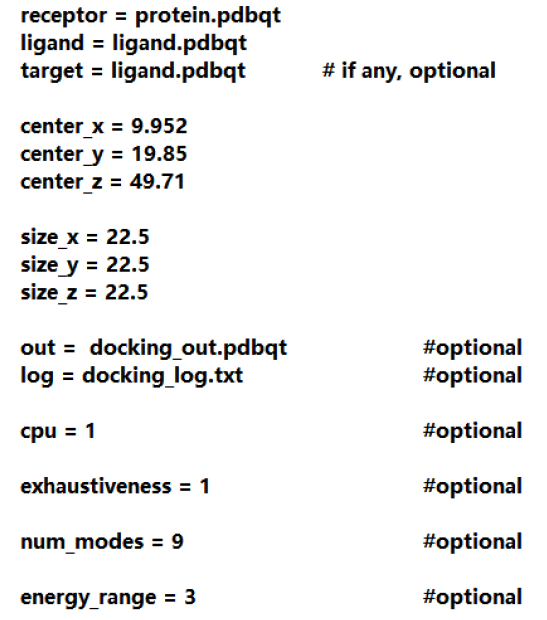 receptor = protein.pdbqt
ligand = ligand.pdbqt
target = ligand.pdbqt # if any, optional
center_x = 9.952
center_y = 19.85
center_z = 49.71
size_x = 22.5
size_y = 22.5
size_z = 22.5
out = docking_out.pdbqt #optional
log = docking_log.txt #optional
cpu = 1 #optional
exhaustiveness = 1 #optional
num_modes = 9 #optional
energy_range = 3 #optional